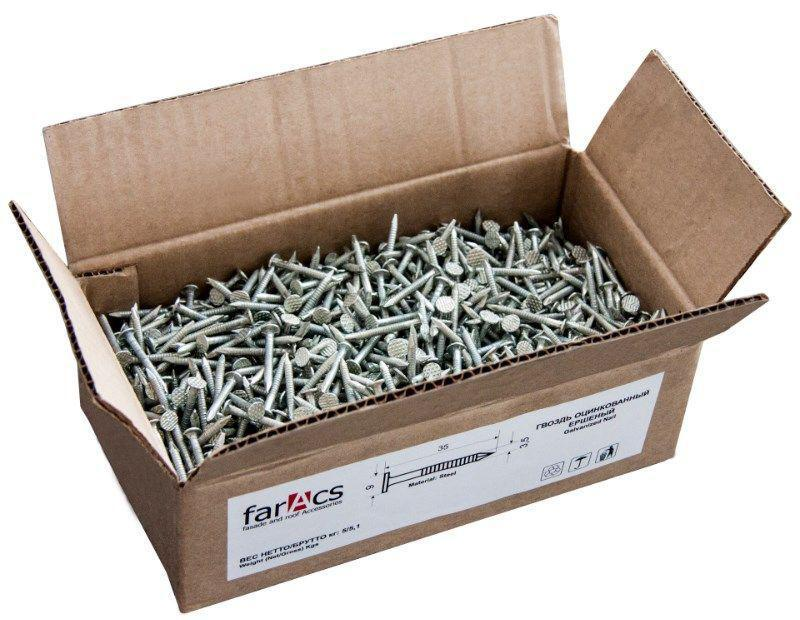 farAcs
fasade and roof Accessories
ВЕС НЕТТО/БРУТТО кг: 5/5,1
Weight (Net/Gross) Kgs
35
3,5
9
Material: Steel
ГВОЗДЬ ОЦИНКОВАННЫЙ
ЕРШЕНЫЙ
Galvanized Nail